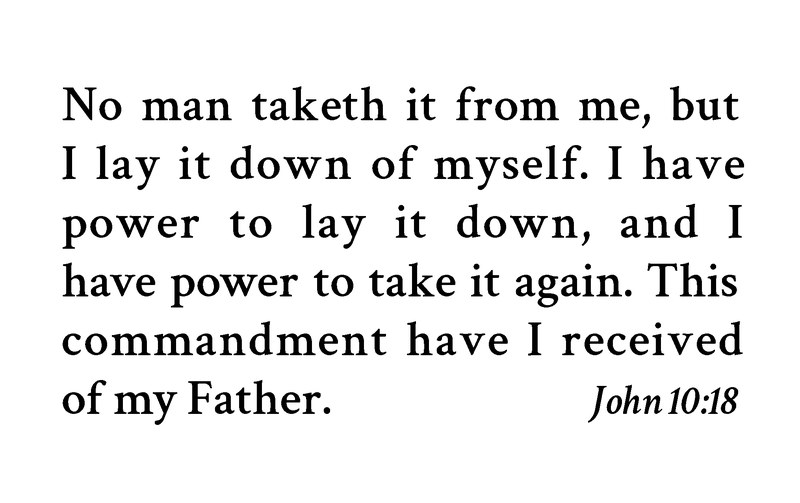 No man taketh it from me, but
I lay it down of myself. I have
power to lay it down, and I
have power to take it again. This
commandment have I received
of my Father. John 10:18